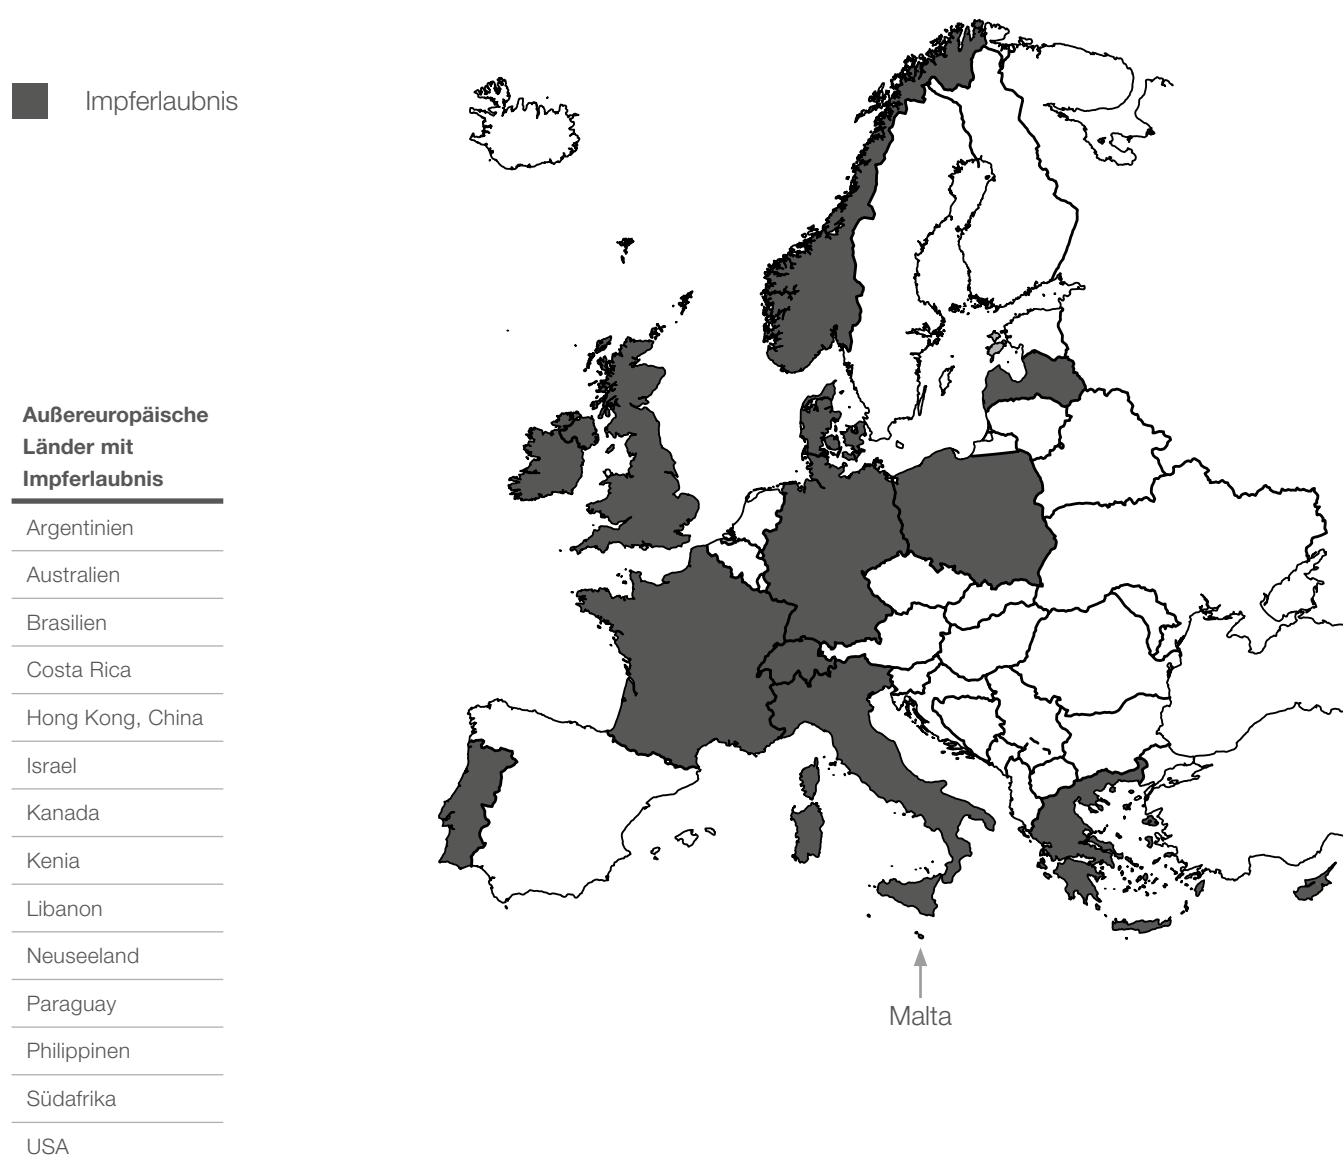 Impferlaubnis
Außereuropäische
Länder mit
Impferlaubnis
Argentinien
Australien
Brasilien
Costa Rica
Hong Kong, China
Israel
Kanada
Kenia
Libanon
Neuseeland
Paraguay
Philippinen
Südafrika
USA
Malta